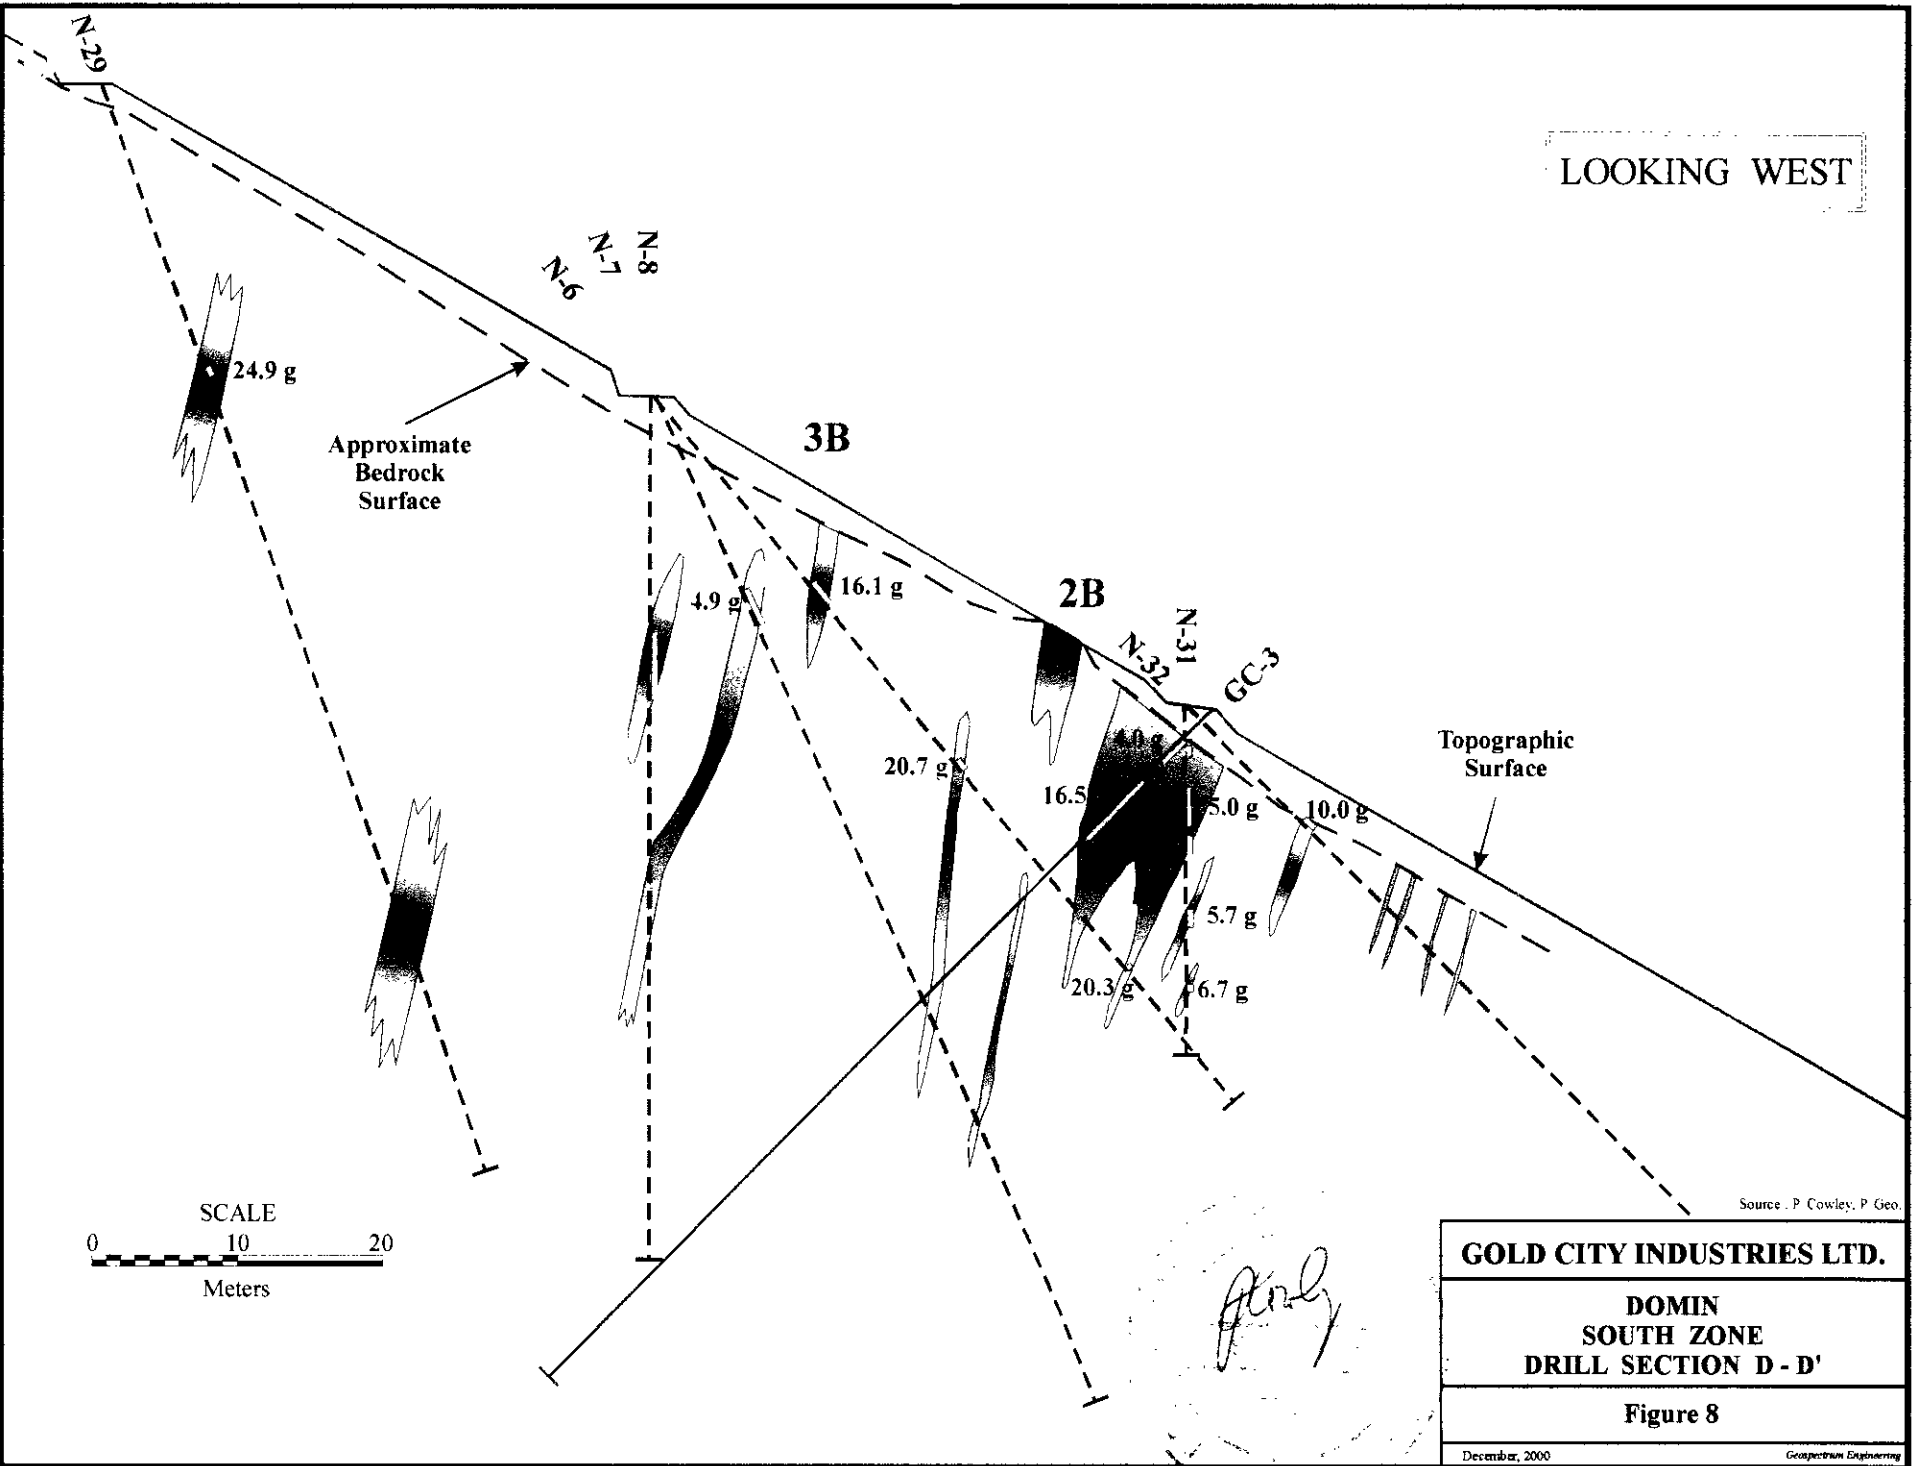 N-29
LOOKING WEST
N-6
N-7
N-8
24.9 g
Approximate
Bedrock
Surface
3B
4.9 g
16.1 g
2B
N-32
N-31
GC-3
4.0 g
20.7 g
16.5
5.0 g
10.0 g
Topographic
Surface
5.7 g
20.3 g
6.7 g
SCALE
0 10 20
Meters
Source : P. Cowley, P. Geo.
GOLD CITY INDUSTRIES LTD.
DOMIN
SOUTH ZONE
DRILL SECTION D - D'
Figure 8
December, 2000
Geospectrum Engineering